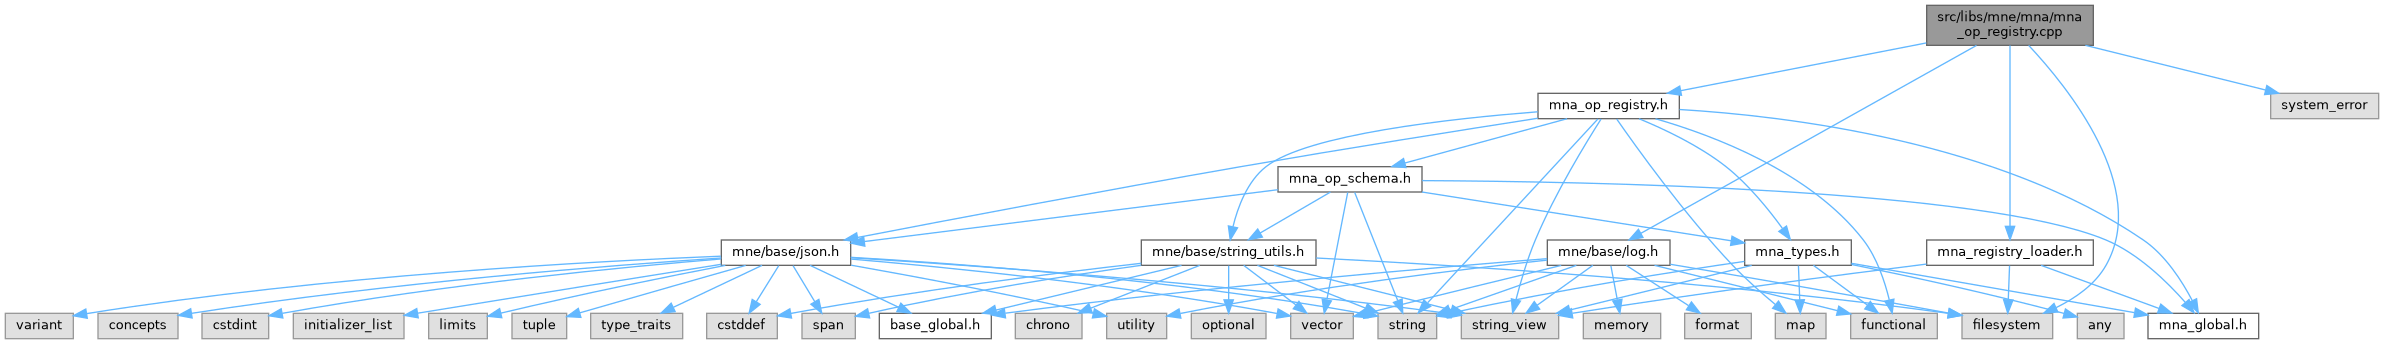 src/libs/mne/mna/mna
_op_registry.cpp
mna_op_registry.h
system_error
mna_op_schema.h
mne/base/json.h
mne/base/string_utils.h
mne/base/log.h
mna_types.h
mna_registry_loader.h
variant
concepts
cstdint
initializer_list
limits
tuple
type_traits
cstddef
span
base_global.h
chrono
utility
optional
vector
string
string_view
memory
format
map
functional
filesystem
any
mna_global.h